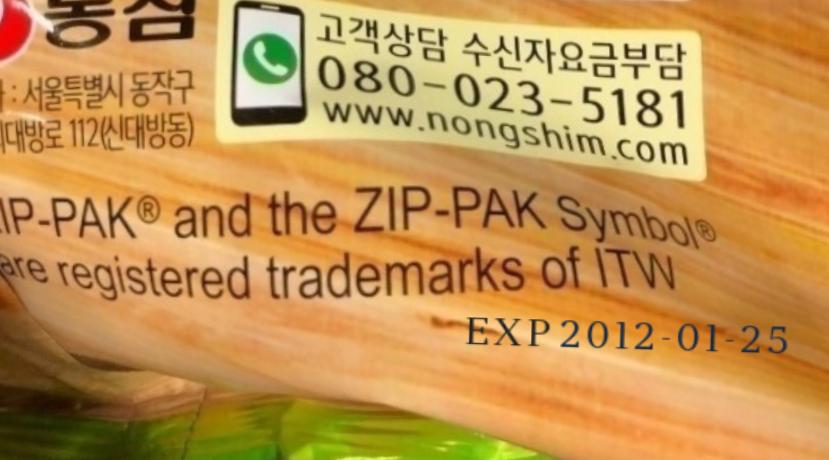 농심
고객상담 수신자요금부담
080-023-5181
www.nongshim.com
: 서울특별시 동작구
대방로 112(신대방동)
ZIP-PAK® and the ZIP-PAK Symbol®
are registered trademarks of ITW
EXP 2012-01-25